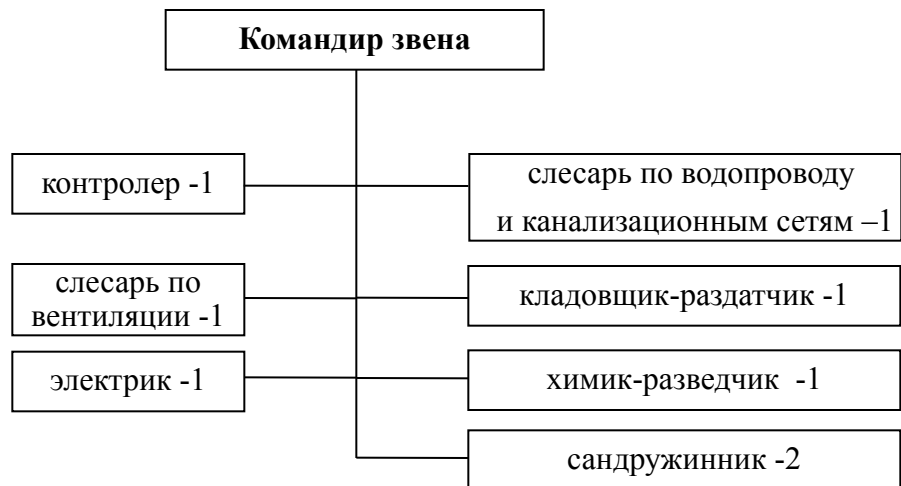 Командир звена
контролер -1
слесарь по водопроводу
и канализационным сетям –1
слесарь по
вентиляции -1
кладовщик-раздатчик -1
электрик -1
химик-разведчик -1
сандружинник -2